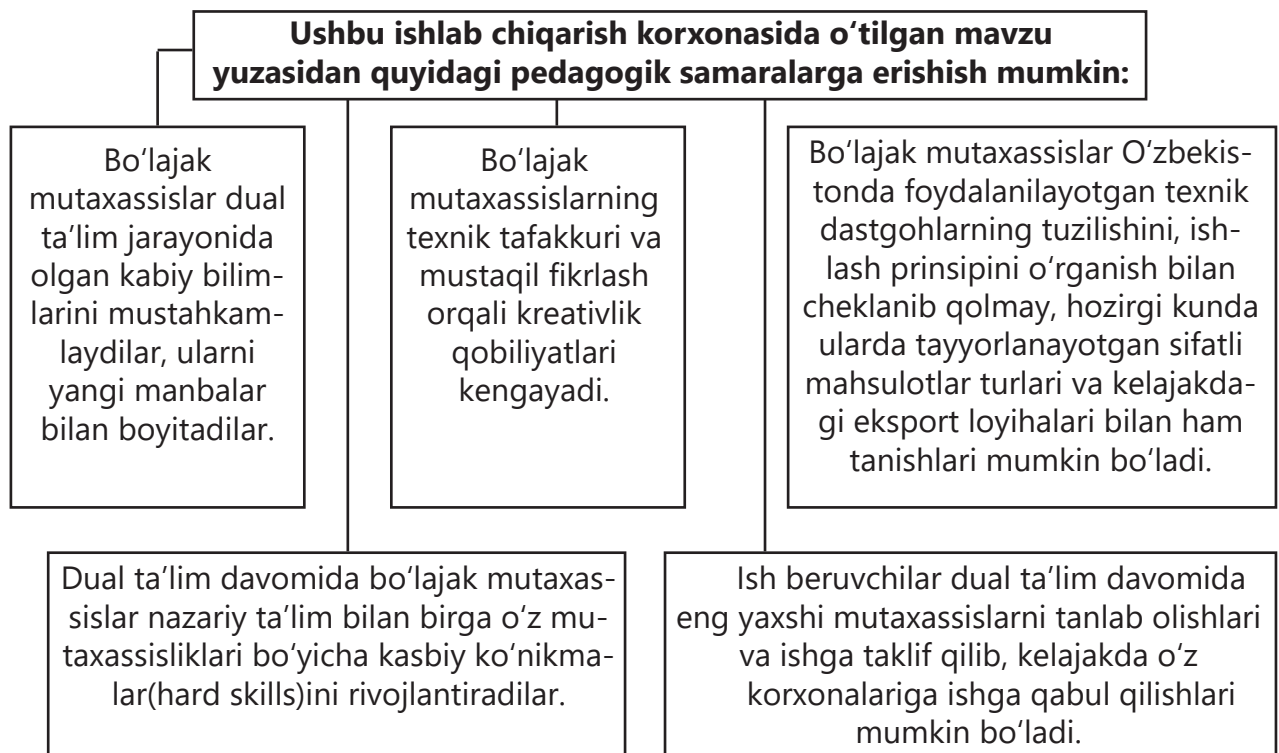 Ushbu ishlab chiqarish korxonasida o‘tilgan mavzu
yuzasidan quyidagi pedagogik samaralarga erishish mumkin:
Bo‘lajak
mutaxassislar dual
ta’lim jarayonida
olgan kabiy bilim-
larini mustahkam-
laydilar, ularni
yangi manbalar
bilan boyitadilar.
Bo‘lajak
mutaxassislarning
texnik tafakkuri va
mustaqil fikrlash
orqali kreativlik
qobiliyatlari
kengayadi.
Bo‘lajak mutaxassislar O‘zbekis-
tonda foydalanilayotgan texnik
dastgohlarning tuzilishini, ish-
lash prinsipini o‘rganish bilan
cheklanib qolmay, hozirgi kunda
ularda tayyorlanayotgan sifatli
mahsulotlar turlari va kelajakda-
gi eksport loyihalari bilan ham
tanishlari mumkin bo‘ladi.
Dual ta’lim davomida bo‘lajak mutaxas-
sislar nazariy ta’lim bilan birga o‘z mu-
taxassisliklari bo‘yicha kasbiy ko‘nikma-
lar(hard skills)ini rivojlantiradilar.
Ish beruvchilar dual ta’lim davomida
eng yaxshi mutaxassislarni tanlab olishlari
va ishga taklif qilib, kelajakda o‘z
korxonalariga ishga qabul qilishlari
mumkin bo‘ladi.